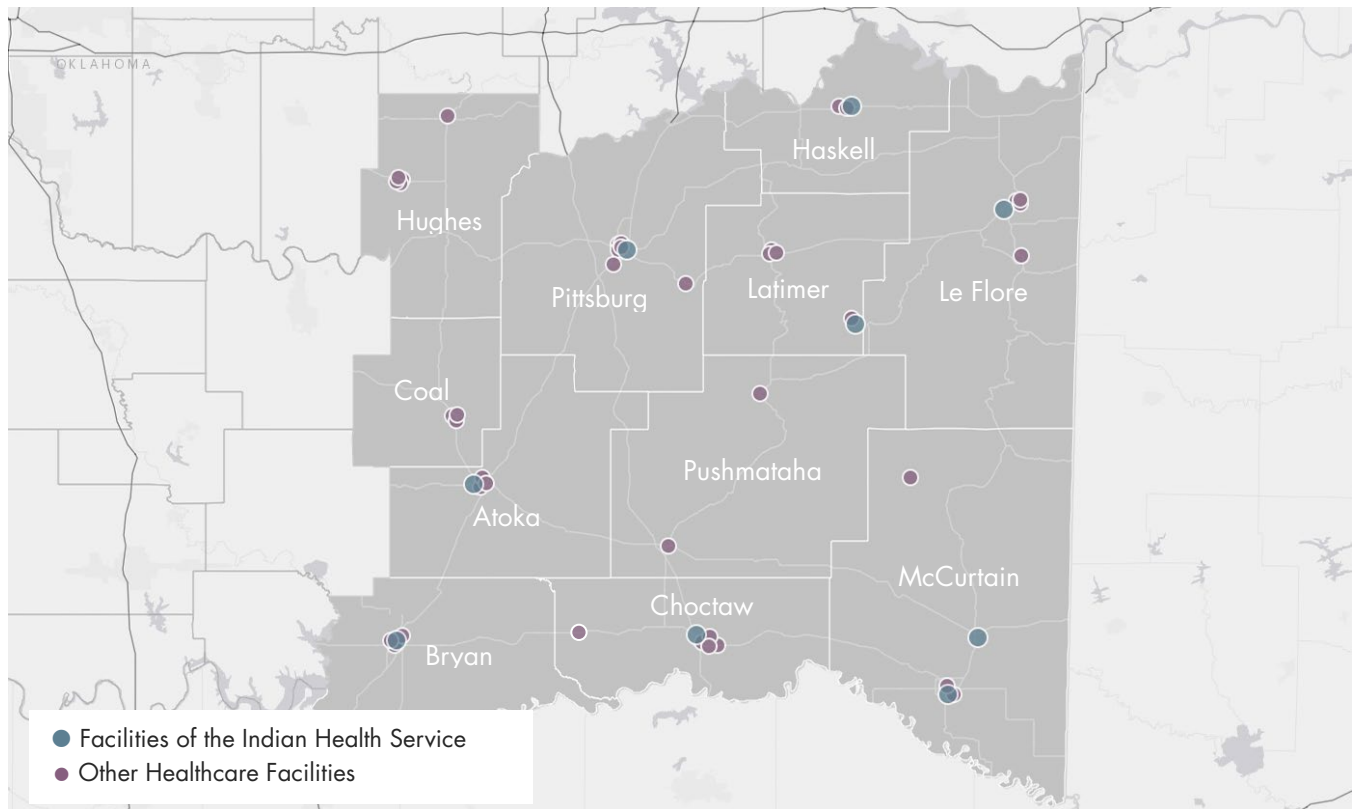 OKLAHOMA
Haskell
Hughes
Pittsburg
Latimer
Le Flore
Coal
Pushmataha
Atoka
McCurtain
Choctaw
Bryan
Facilities of the Indian Health Service
Other Healthcare Facilities